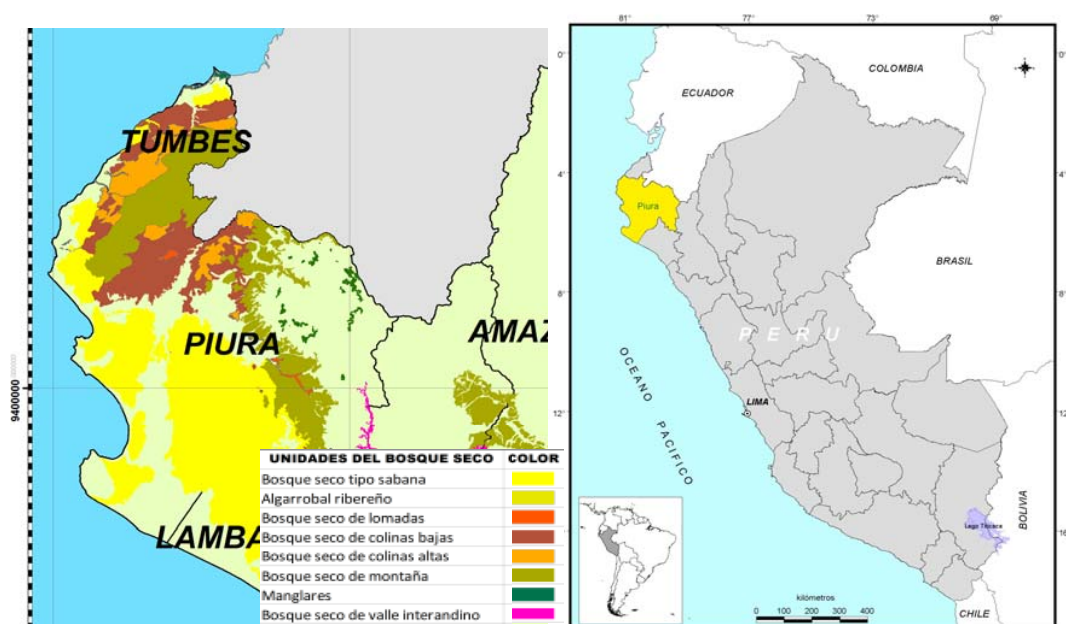 TUMBES
PIURA
AMAZ
LAMBA
9400000
UNIDADES DEL BOSQUE SECO COLOR
Bosque seco tipo sabana
Algarrobal ribereño
Bosque seco de lomadas
Bosque seco de colinas bajas
Bosque seco de colinas altas
Bosque seco de montaña
Manglares
Bosque seco de valle interandino
81° 77° 73° 69°
0°
COLOMBIA
ECUADOR
4°
Piura
BRASIL
8°
PERU
OCEANO PACIFICO
LIMA
12°
BOLIVIA
Lago Titicaca
16°
kilómetros
0 100 200 300 400
CHILE